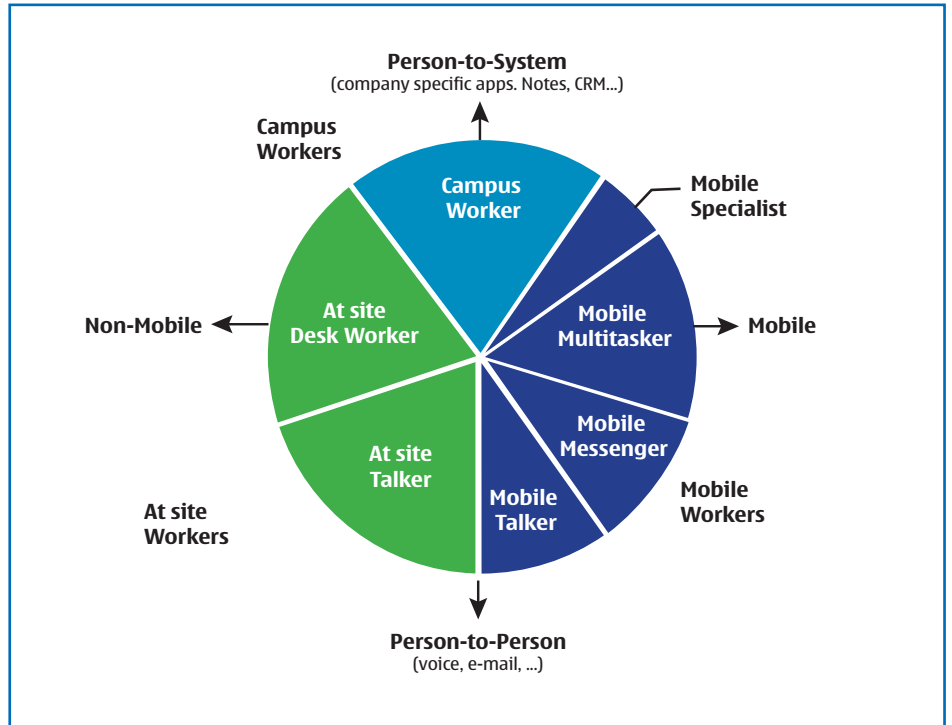 Person-to-System
(company specific apps. Notes, CRM...)
Campus
Workers
Campus
Worker
Mobile
Specialist
Non-Mobile
At site
Desk Worker
Mobile
Multitasker
Mobile
Mobile
Messenger
At site
Talker
Mobile
Talker
Mobile
Workers
At site
Workers
Person-to-Person
(voice, e-mail, ...)